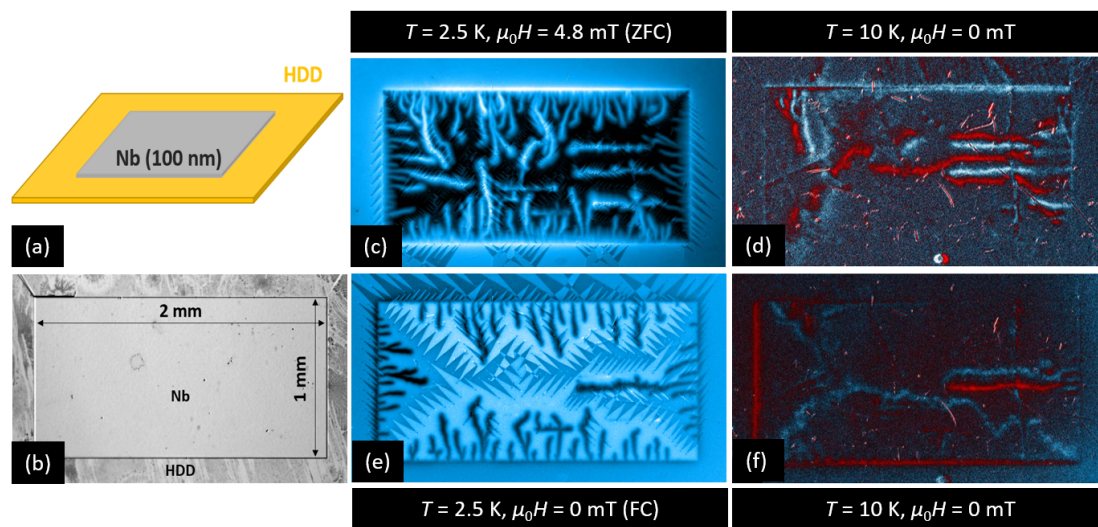 T = 2.5 K, μ₀H = 4.8 mT (ZFC)
T = 10 K, μ₀H = 0 mT
HDD
Nb (100 nm)
(a)
(c)
(d)
2 mm
1 mm
Nb
HDD
(b)
(e)
(f)
T = 2.5 K, μ₀H = 0 mT (FC)
T = 10 K, μ₀H = 0 mT